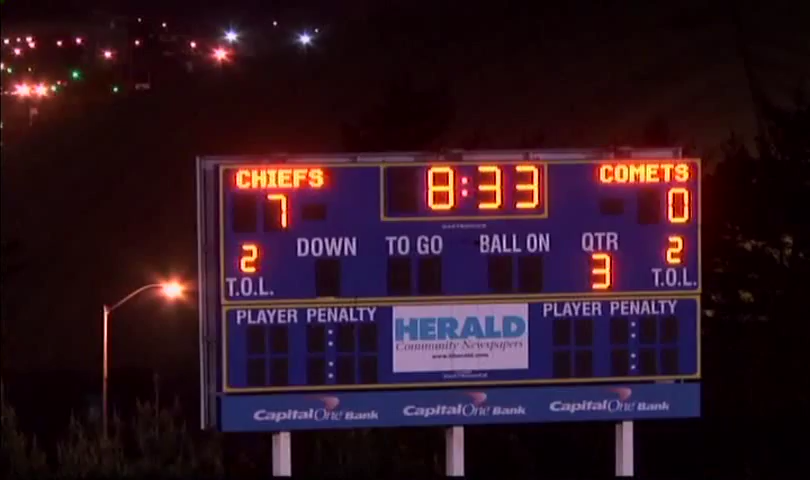 CHIEFS 8:33 COMETS
7 0
2 DOWN TO GO BALL ON QTR 2
T.O.L. 3 T.O.L.
PLAYER PENALTY HERALD PLAYER PENALTY
Community Newspapers
Capital One Bank Capital One Bank Capital One Bank